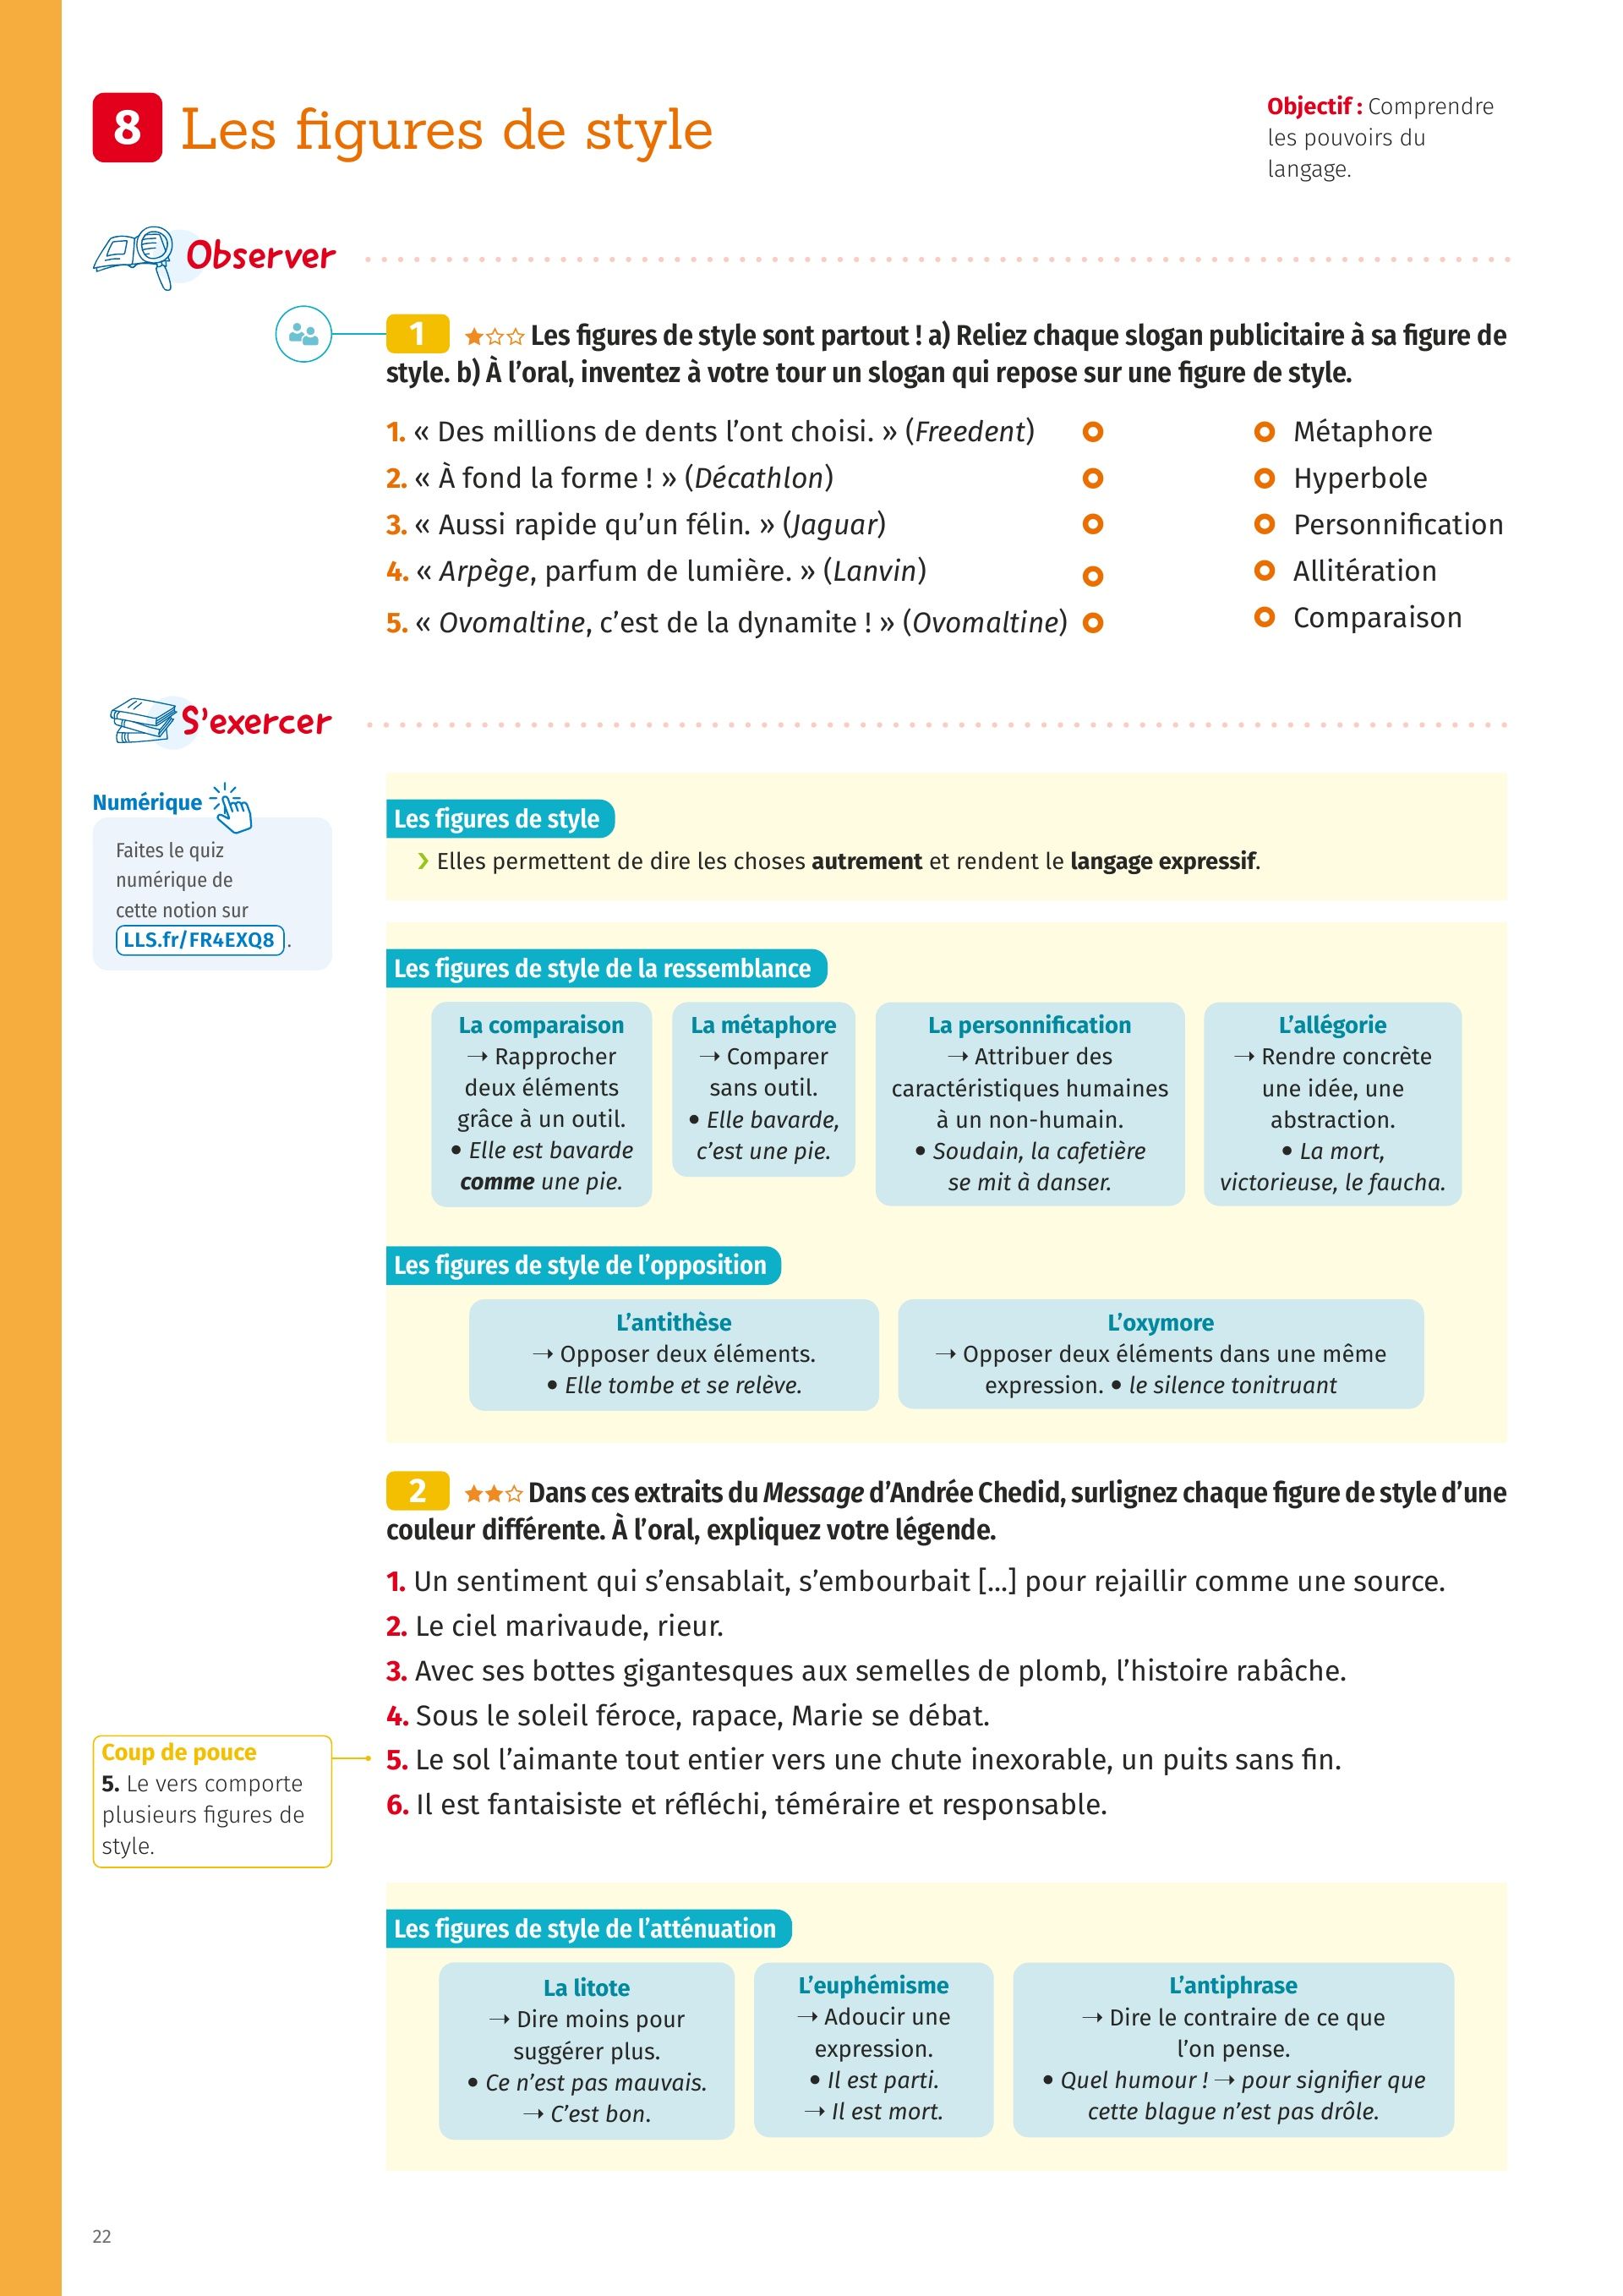 8 Les figures de style
Objectif : Comprendre
les pouvoirs du
langage.
Observer
1 Les figures de style sont partout ! a) Reliez chaque slogan publicitaire à sa figure de
style. b) À l'oral, inventez à votre tour un slogan qui repose sur une figure de style.
1. « Des millions de dents l'ont choisi. » (Freedent)
Métaphore
2. « À fond la forme ! » (Décathlon)
Hyperbole
3. « Aussi rapide qu'un félin. » (Jaguar)
Personnification
4. « Arpège, parfum de lumière. » (Lanvin)
Allitération
5. « Ovomaltine, c'est de la dynamite ! » (Ovomaltine)
Comparaison
S'exercer
Numérique
Faites le quiz
numérique de
cette notion sur
LLS.fr/FR4EXQ8.
Les figures de style
› Elles permettent de dire les choses autrement et rendent le langage expressif.
Les figures de style de la ressemblance
La comparaison
→ Rapprocher
deux éléments
grâce à un outil.
• Elle est bavarde
comme une pie.
La métaphore
→ Comparer
sans outil.
• Elle bavarde,
c'est une pie.
La personnification
→ Attribuer des
caractéristiques humaines
à un non-humain.
• Soudain, la cafetière
se mit à danser.
L'allégorie
→ Rendre concrète
une idée, une
abstraction.
• La mort,
victorieuse, le faucha.
Les figures de style de l'opposition
L'antithèse
→ Opposer deux éléments.
• Elle tombe et se relève.
L'oxymore
→ Opposer deux éléments dans une même
expression. • le silence tonitruant
2 Dans ces extraits du Message d'Andrée Chedid, surlignez chaque figure de style d'une
couleur différente. À l'oral, expliquez votre légende.
1. Un sentiment qui s'ensablait, s'embourbait [...] pour rejaillir comme une source.
2. Le ciel marivaude, rieur.
3. Avec ses bottes gigantesques aux semelles de plomb, l'histoire rabâche.
4. Sous le soleil féroce, rapace, Marie se débat.
5. Le sol l'aimante tout entier vers une chute inexorable, un puits sans fin.
6. Il est fantaisiste et réfléchi, téméraire et responsable.
Coup de pouce
5. Le vers comporte
plusieurs figures de
style.
Les figures de style de l'atténuation
La litote
→ Dire moins pour
suggérer plus.
• Ce n'est pas mauvais.
→ C'est bon.
L'euphémisme
→ Adoucir une
expression.
• Il est parti.
→ Il est mort.
L'antiphrase
→ Dire le contraire de ce que
l'on pense.
• Quel humour ! → pour signifier que
cette blague n'est pas drôle.
22